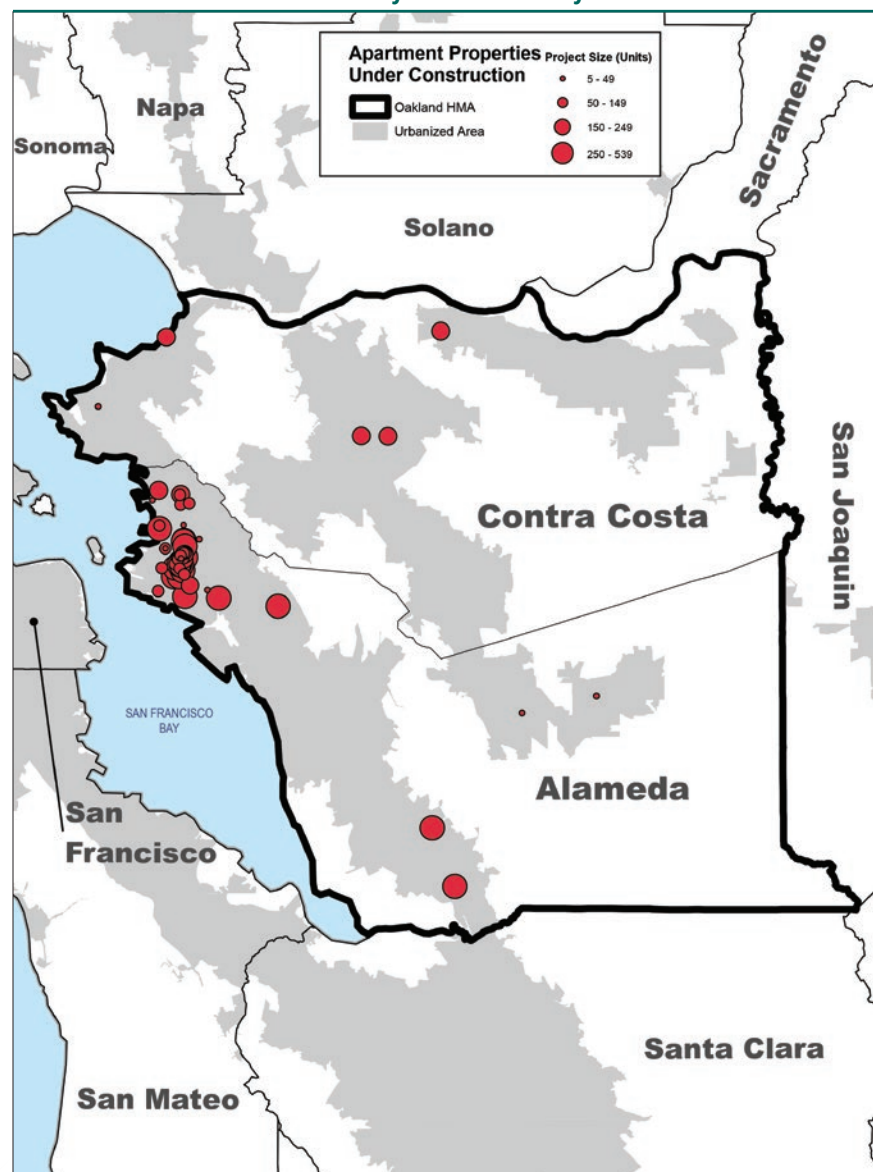 Apartment Properties
Under Construction
Oakland HMA
Urbanized Area
Project Size (Units)
5 - 49
50 - 149
150 - 249
250 - 539
Napa
Sonoma
Sacramento
Solano
Contra Costa
San Joaquin
SAN FRANCISCO
BAY
Alameda
San
Francisco
Santa Clara
San Mateo